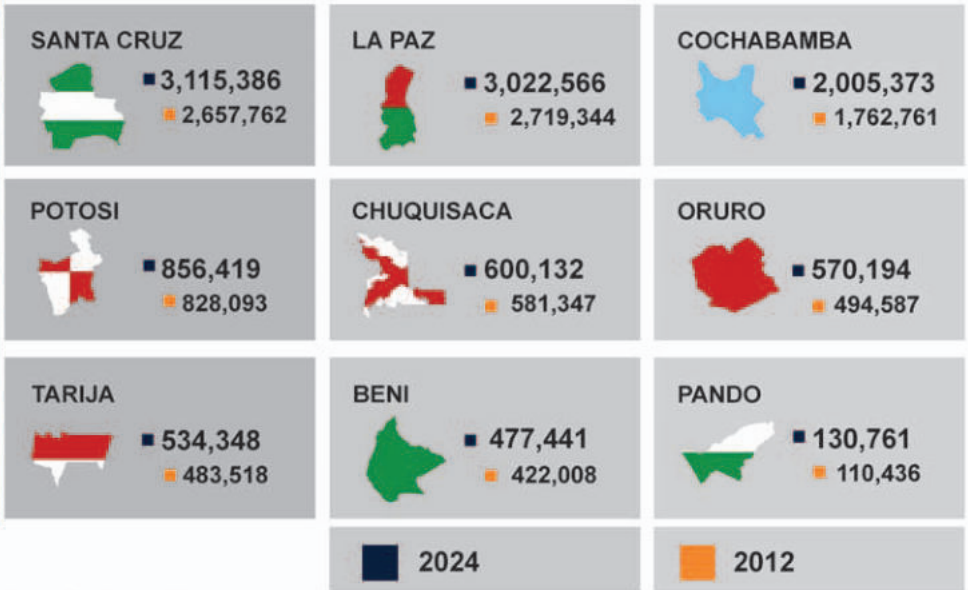 SANTA CRUZ
3,115,386
2,657,762
LA PAZ
3,022,566
2,719,344
COCHABAMBA
2,005,373
1,762,761
POTOSI
856,419
828,093
CHUQUISACA
600,132
581,347
ORURO
570,194
494,587
TARIJA
534,348
483,518
BENI
477,441
422,008
PANDO
130,761
110,436
2024
2012